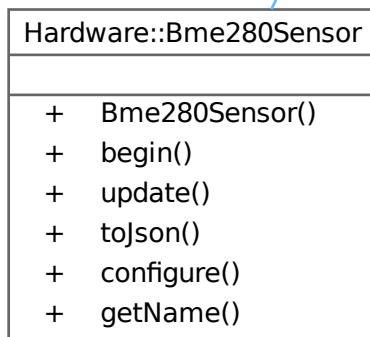 Hardware::Bme280Sensor
+ Bme280Sensor()
+ begin()
+ update()
+ toJson()
+ configure()
+ getName()